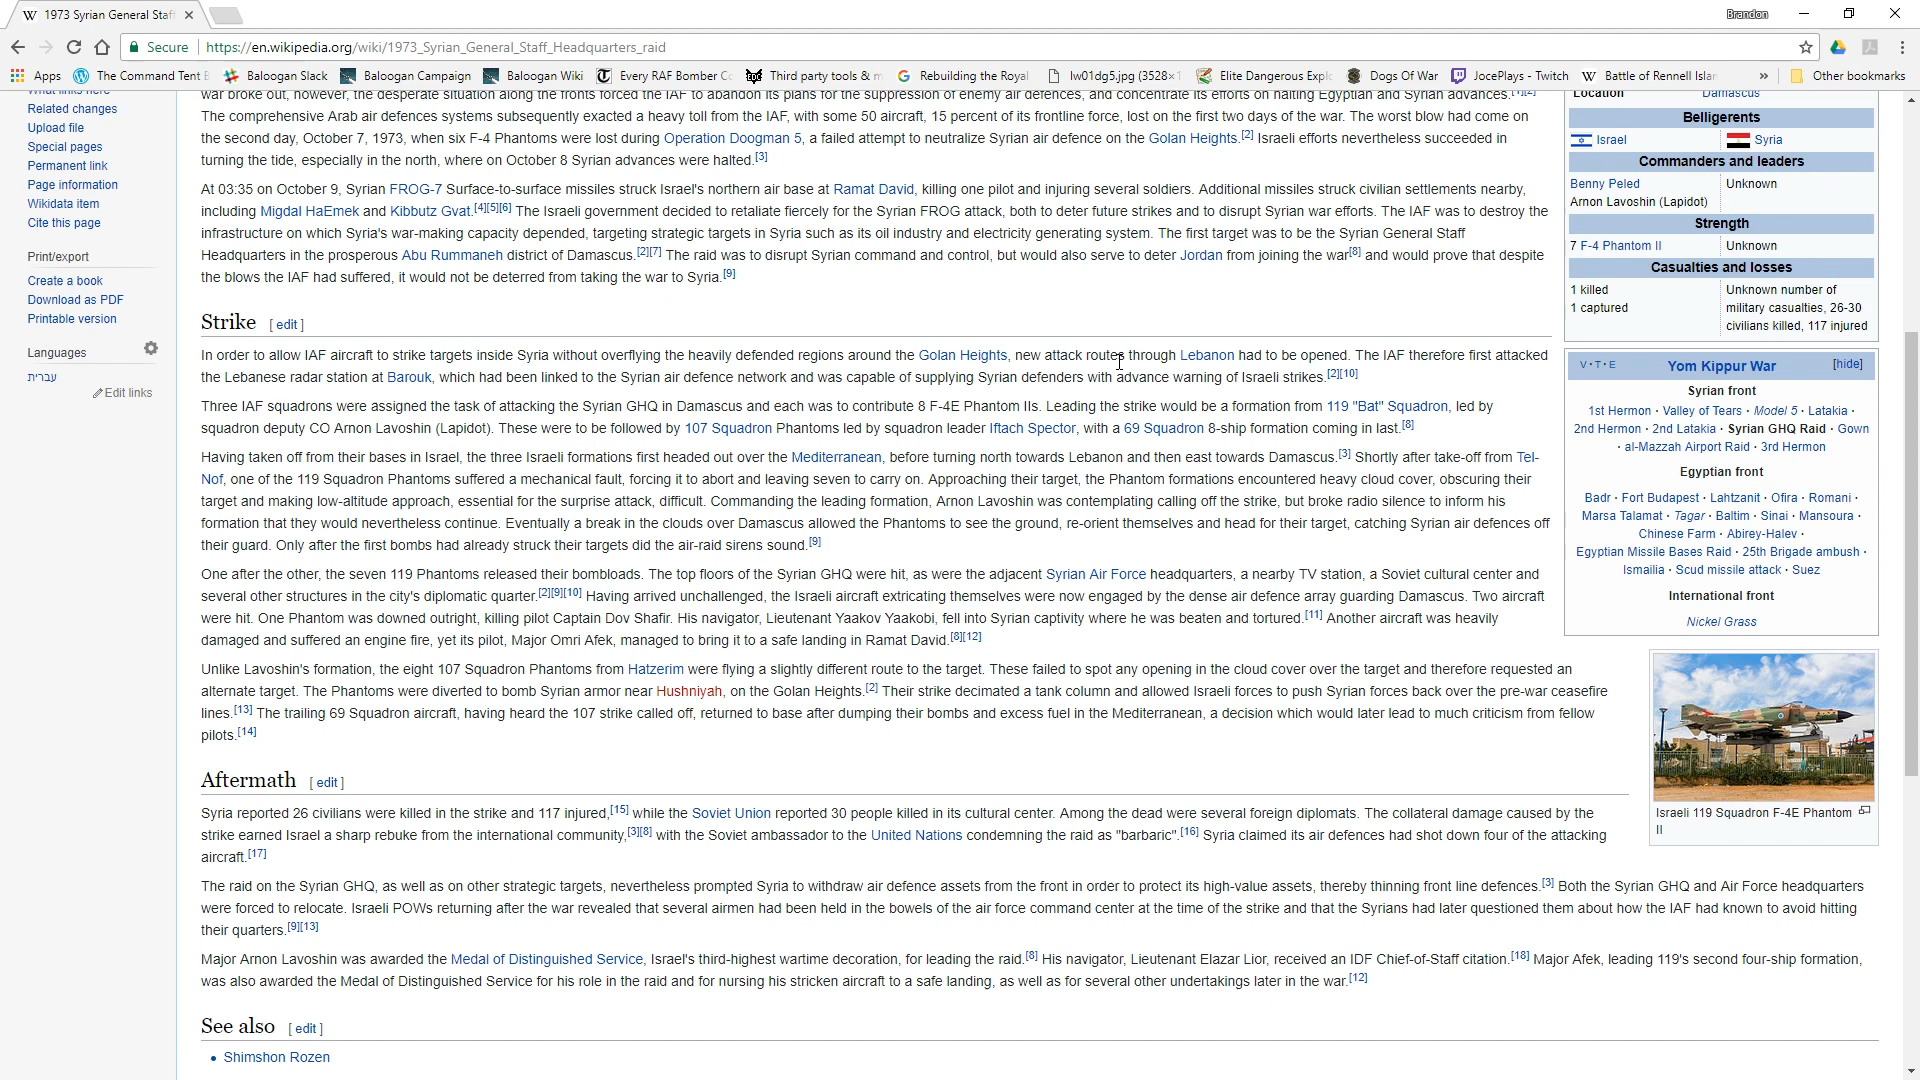 1973 Syrian General Staf
Brandon
Secure
https://en.wikipedia.org/wiki/1973_Syrian_General_Staff_Headquarters_raid
Apps
The Command Tent
Baloogan Slack
Baloogan Campaign
Baloogan Wiki
Every RAF Bomber
Third party tools &
Rebuilding the Royal
lw01dg5.jpg (3528×1
Elite Dangerous Explo
Dogs Of War
JocePlays - Twitch
Battle of Rennell Islan
»
Other bookmarks
What links here
Related changes
Upload file
Special pages
Permanent link
Page information
Wikidata item
Cite this page
Print/export
Create a book
Download as PDF
Printable version
Languages
עברית
Edit links
war broke out, however, the desperate situation along the fronts forced the IAF to abandon its plans for the suppression of enemy air defences, and concentrate its efforts on halting Egyptian and Syrian advances.[1][2]
The comprehensive Arab air defences systems subsequently exacted a heavy toll from the IAF, with some 50 aircraft, 15 percent of its frontline force, lost on the first two days of the war. The worst blow had come on
the second day, October 7, 1973, when six F-4 Phantoms were lost during Operation Doogman 5, a failed attempt to neutralize Syrian air defence on the Golan Heights.[2] Israeli efforts nevertheless succeeded in
turning the tide, especially in the north, where on October 8 Syrian advances were halted.[3]
At 03:35 on October 9, Syrian FROG-7 Surface-to-surface missiles struck Israel's northern air base at Ramat David, killing one pilot and injuring several soldiers. Additional missiles struck civilian settlements nearby,
including Migdal HaEmek and Kibbutz Gvat.[4][5][6] The Israeli government decided to retaliate fiercely for the Syrian FROG attack, both to deter future strikes and to disrupt Syrian war efforts. The IAF was to destroy the
infrastructure on which Syria's war-making capacity depended, targeting strategic targets in Syria such as its oil industry and electricity generating system. The first target was to be the Syrian General Staff
Headquarters in the prosperous Abu Rummaneh district of Damascus.[2][7] The raid was to disrupt Syrian command and control, but would also serve to deter Jordan from joining the war[8] and would prove that despite
the blows the IAF had suffered, it would not be deterred from taking the war to Syria.[9]
Strike [ edit ]
In order to allow IAF aircraft to strike targets inside Syria without overflying the heavily defended regions around the Golan Heights, new attack routes through Lebanon had to be opened. The IAF therefore first attacked
the Lebanese radar station at Barouk, which had been linked to the Syrian air defence network and was capable of supplying Syrian defenders with advance warning of Israeli strikes.[2][10]
Three IAF squadrons were assigned the task of attacking the Syrian GHQ in Damascus and each was to contribute 8 F-4E Phantom IIs. Leading the strike would be a formation from 119 "Bat" Squadron, led by
squadron deputy CO Arnon Lavoshin (Lapidot). These were to be followed by 107 Squadron Phantoms led by squadron leader Iftach Spector, with a 69 Squadron 8-ship formation coming in last.[8]
Having taken off from their bases in Israel, the three Israeli formations first headed out over the Mediterranean, before turning north towards Lebanon and then east towards Damascus.[3] Shortly after take-off from Tel-
Nof, one of the 119 Squadron Phantoms suffered a mechanical fault, forcing it to abort and leaving seven to carry on. Approaching their target, the Phantom formations encountered heavy cloud cover, obscuring their
target and making low-altitude approach, essential for the surprise attack, difficult. Commanding the leading formation, Arnon Lavoshin was contemplating calling off the strike, but broke radio silence to inform his
formation that they would nevertheless continue. Eventually a break in the clouds over Damascus allowed the Phantoms to see the ground, re-orient themselves and head for their target, catching Syrian air defences off
their guard. Only after the first bombs had already struck their targets did the air-raid sirens sound.[9]
One after the other, the seven 119 Phantoms released their bombloads. The top floors of the Syrian GHQ were hit, as were the adjacent Syrian Air Force headquarters, a nearby TV station, a Soviet cultural center and
several other structures in the city's diplomatic quarter.[2][9][10] Having arrived unchallenged, the Israeli aircraft extricating themselves were now engaged by the dense air defence array guarding Damascus. Two aircraft
were hit. One Phantom was downed outright, killing pilot Captain Dov Shafir. His navigator, Lieutenant Yaakov Yaakobi, fell into Syrian captivity where he was beaten and tortured.[11] Another aircraft was heavily
damaged and suffered an engine fire, yet its pilot, Major Omri Afek, managed to bring it to a safe landing in Ramat David.[8][12]
Unlike Lavoshin's formation, the eight 107 Squadron Phantoms from Hatzerim were flying a slightly different route to the target. These failed to spot any opening in the cloud cover over the target and therefore requested an
alternate target. The Phantoms were diverted to bomb Syrian armor near Hushniyah, on the Golan Heights.[2] Their strike decimated a tank column and allowed Israeli forces to push Syrian forces back over the pre-war ceasefire
lines.[13] The trailing 69 Squadron aircraft, having heard the 107 strike called off, returned to base after dumping their bombs and excess fuel in the Mediterranean, a decision which would later lead to much criticism from fellow
pilots.[14]
Aftermath [ edit ]
Syria reported 26 civilians were killed in the strike and 117 injured,[15] while the Soviet Union reported 30 people killed in its cultural center. Among the dead were several foreign diplomats. The collateral damage caused by the
strike earned Israel a sharp rebuke from the international community,[3][8] with the Soviet ambassador to the United Nations condemning the raid as "barbaric".[16] Syria claimed its air defences had shot down four of the attacking
aircraft.[17]
The raid on the Syrian GHQ, as well as on other strategic targets, nevertheless prompted Syria to withdraw air defence assets from the front in order to protect its high-value assets, thereby thinning front line defences.[3] Both the Syrian GHQ and Air Force headquarters
were forced to relocate. Israeli POWs returning after the war revealed that several airmen had been held in the bowels of the air force command center at the time of the strike and that the Syrians had later questioned them about how the IAF had known to avoid hitting
their quarters.[9][13]
Major Arnon Lavoshin was awarded the Medal of Distinguished Service, Israel's third-highest wartime decoration, for leading the raid.[8] His navigator, Lieutenant Elazar Lior, received an IDF Chief-of-Staff citation.[18] Major Afek, leading 119's second four-ship formation,
was also awarded the Medal of Distinguished Service for his role in the raid and for nursing his stricken aircraft to a safe landing, as well as for several other undertakings later in the war.[12]
See also [ edit ]
• Shimshon Rozen
Location Damascus
Belligerents
Israel Syria
Commanders and leaders
Benny Peled Unknown
Arnon Lavoshin (Lapidot)
Strength
7 F-4 Phantom II Unknown
Casualties and losses
1 killed Unknown number of
1 captured military casualties, 26-30
civilians killed, 117 injured
V · T · E Yom Kippur War [hide]
Syrian front
1st Hermon · Valley of Tears · Model 5 · Latakia ·
2nd Hermon · 2nd Latakia · Syrian GHQ Raid · Gown
· al-Mazzah Airport Raid · 3rd Hermon
Egyptian front
Badr · Fort Budapest · Lahtzanit · Ofira · Romani ·
Marsa Talamat · Tagar · Baltim · Sinai · Mansoura ·
Chinese Farm · Abirey-Halev ·
Egyptian Missile Bases Raid · 25th Brigade ambush ·
Ismailia · Scud missile attack · Suez
International front
Nickel Grass
Israeli 119 Squadron F-4E Phantom
II